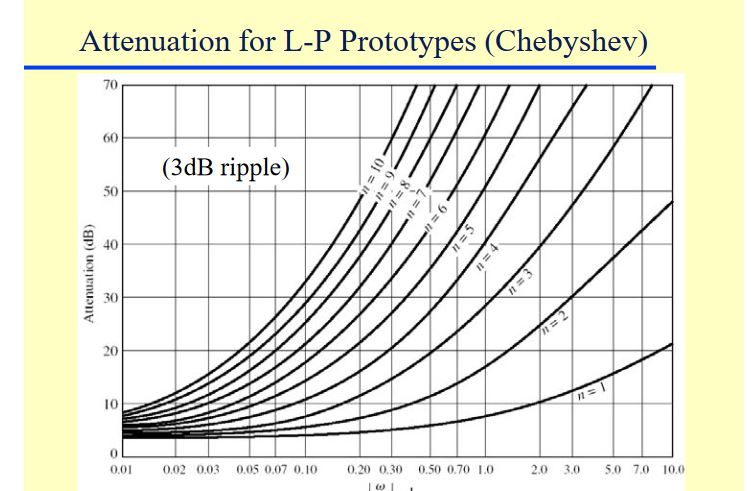 Attenuation for L-P Prototypes (Chebyshev)
70
60
50
40
30
20
10
0
Attenuation (dB)
(3dB ripple)
n = 10
n = 9
n = 8
n = 7
n = 6
n = 5
n = 4
n = 3
n = 2
n = 1
0.01 0.02 0.03 0.05 0.07 0.10 0.20 0.30 0.50 0.70 1.0 2.0 3.0 5.0 7.0 10.0
| ω |